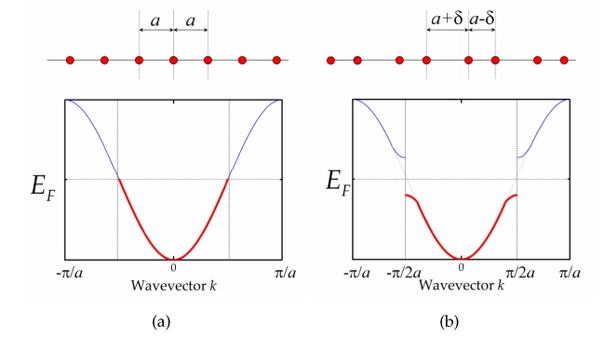 a a
a+δ a-δ
E_F
-π/a 0 π/a
Wavevector k
(a)
E_F
-π/a -π/2a 0 π/2a π/a
Wavevector k
(b)